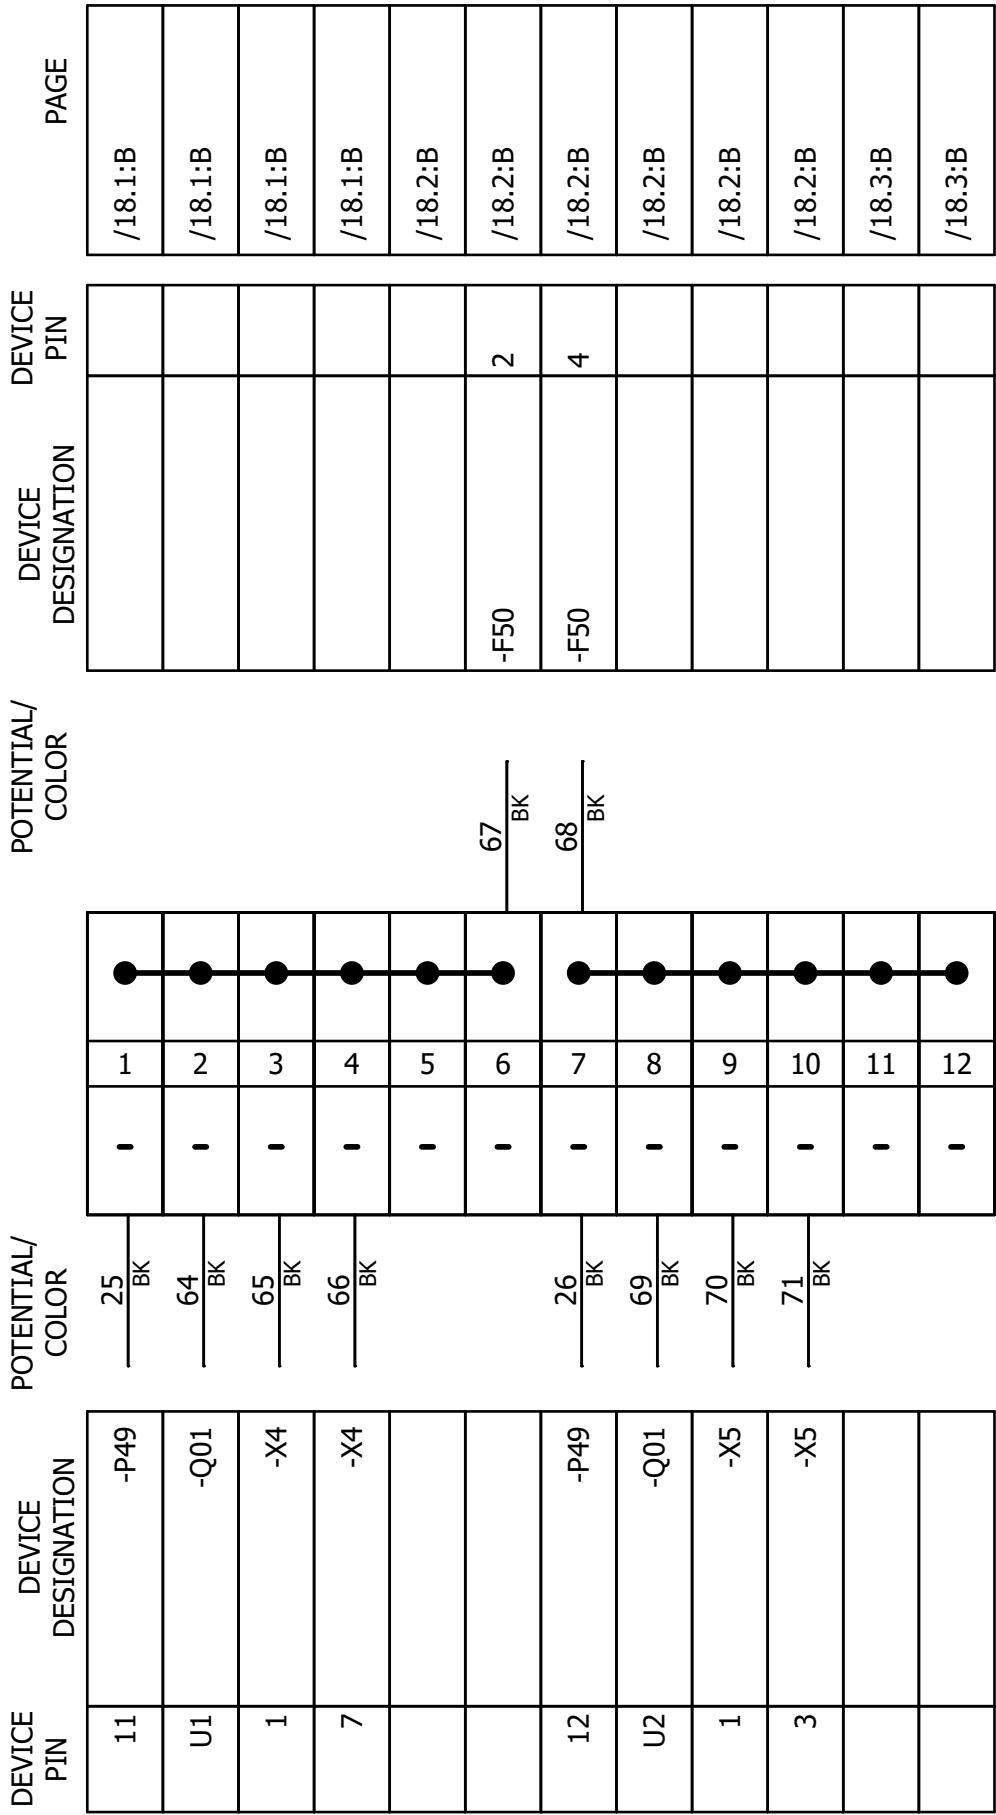 DEVICE PIN
DEVICE DESIGNATION
POTENTIAL/ COLOR
POTENTIAL/ COLOR
DEVICE DESIGNATION
DEVICE PIN
PAGE
11 -P49 25 BK - 1 /18.1:B
U1 -Q01 64 BK - 2 /18.1:B
1 -X4 65 BK - 3 /18.1:B
7 -X4 66 BK - 4 /18.1:B
- 5 /18.2:B
- 6 67 BK -F50 2 /18.2:B
12 -P49 26 BK - 7 68 BK -F50 4 /18.2:B
U2 -Q01 69 BK - 8 /18.2:B
1 -X5 70 BK - 9 /18.2:B
3 -X5 71 BK - 10 /18.2:B
- 11 /18.3:B
- 12 /18.3:B